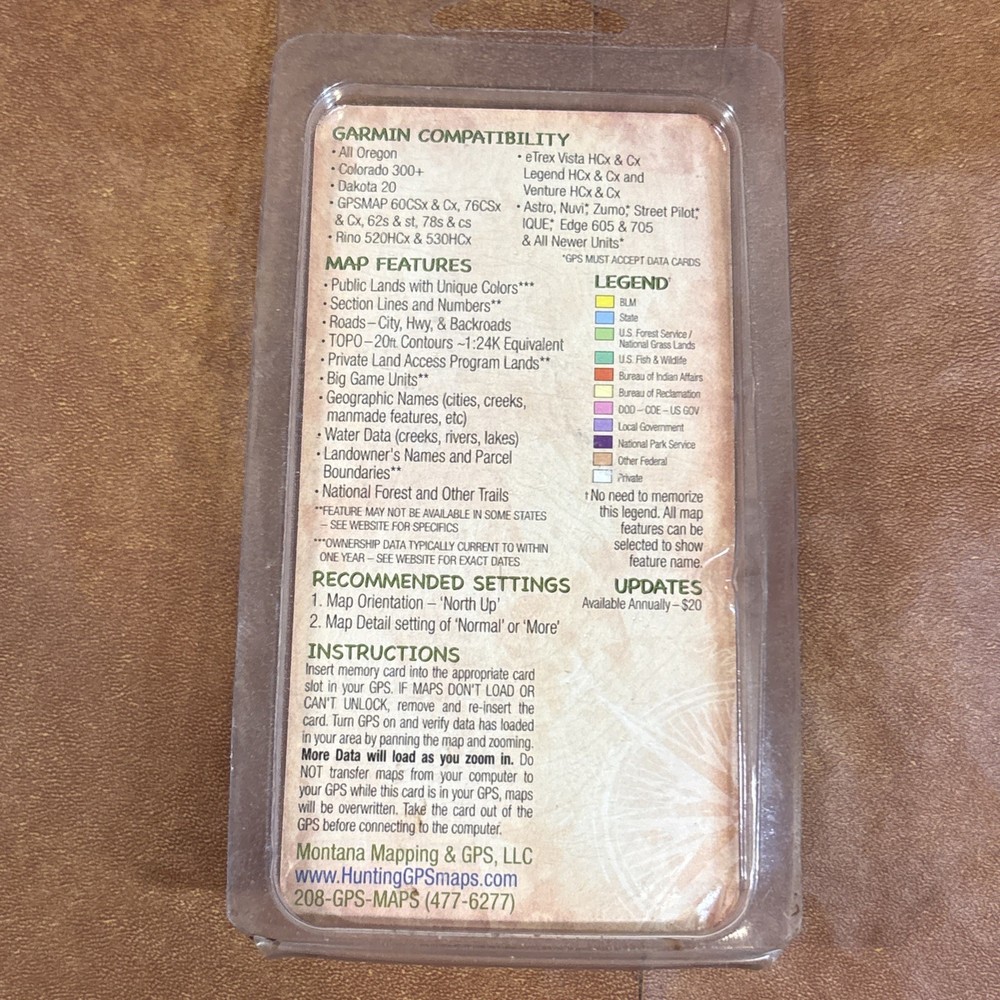 GARMIN COMPATIBILITY
• All Oregon
• Colorado 300+
• Dakota 20
• GPSMAP 60CSx & Cx, 76CSx
& Cx, 62s & st, 78s & cs
• Rino 520HCx & 530HCx
• eTrex Vista HCx & Cx
Legend HCx & Cx and
Venture HCx & Cx
• Astro, Nuvi,* Zumo,* Street Pilot,*
IQUE,* Edge 605 & 705
& All Newer Units*
*GPS MUST ACCEPT DATA CARDS
MAP FEATURES
• Public Lands with Unique Colors***
• Section Lines and Numbers**
• Roads – City, Hwy, & Backroads
• TOPO – 20ft. Contours ~1:24K Equivalent
• Private Land Access Program Lands**
• Big Game Units**
• Geographic Names (cities, creeks,
manmade features, etc)
• Water Data (creeks, rivers, lakes)
• Landowner's Names and Parcel
Boundaries**
• National Forest and Other Trails
**FEATURE MAY NOT BE AVAILABLE IN SOME STATES
– SEE WEBSITE FOR SPECIFICS
***OWNERSHIP DATA TYPICALLY CURRENT TO WITHIN
ONE YEAR – SEE WEBSITE FOR EXACT DATES
LEGEND†
BLM
State
U.S. Forest Service /
National Grass Lands
U.S. Fish & Wildlife
Bureau of Indian Affairs
Bureau of Reclamation
DOD – COE – US GOV
Local Government
National Park Service
Other Federal
Private
† No need to memorize
this legend. All map
features can be
selected to show
feature name.
RECOMMENDED SETTINGS
1. Map Orientation – 'North Up'
2. Map Detail setting of 'Normal' or 'More'
UPDATES
Available Annually – $20
INSTRUCTIONS
Insert memory card into the appropriate card
slot in your GPS. IF MAPS DON'T LOAD OR
CAN'T UNLOCK, remove and re-insert the
card. Turn GPS on and verify data has loaded
in your area by panning the map and zooming.
More Data will load as you zoom in. Do
NOT transfer maps from your computer to
your GPS while this card is in your GPS, maps
will be overwritten. Take the card out of the
GPS before connecting to the computer.
Montana Mapping & GPS, LLC
www.HuntingGPSmaps.com
208-GPS-MAPS (477-6277)